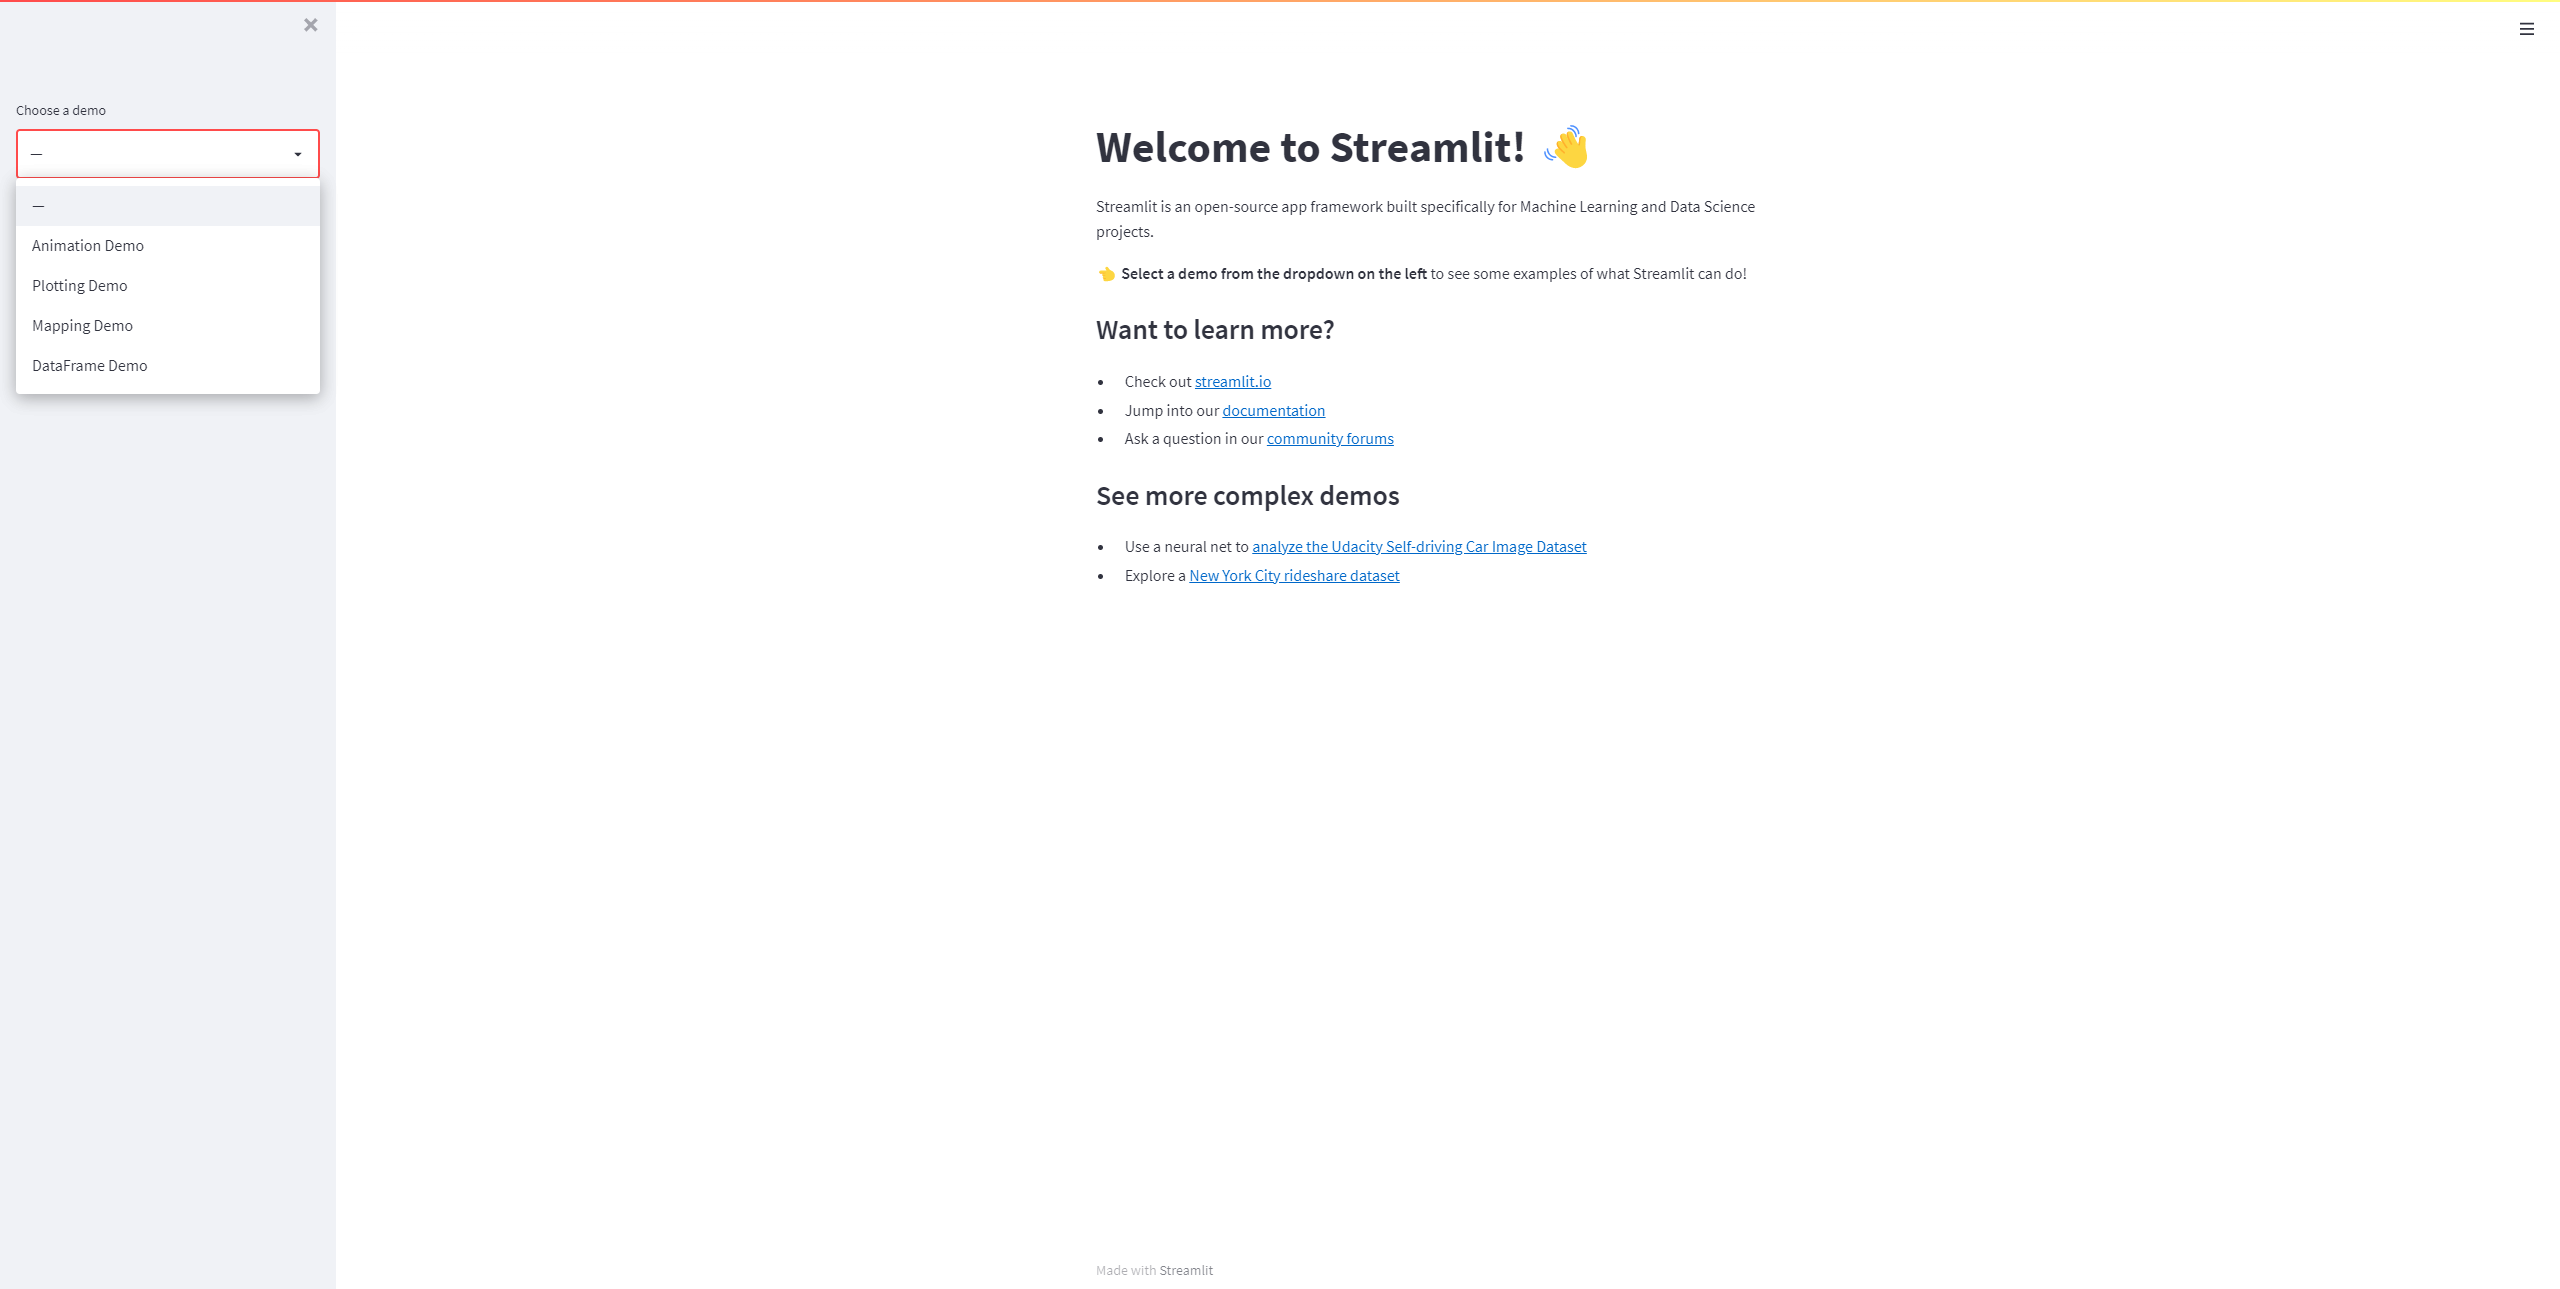 Choose a demo
—
—
Animation Demo
Plotting Demo
Mapping Demo
DataFrame Demo
Welcome to Streamlit! 👋
Streamlit is an open-source app framework built specifically for Machine Learning and Data Science
projects.
👈 Select a demo from the dropdown on the left to see some examples of what Streamlit can do!
Want to learn more?
• Check out streamlit.io
• Jump into our documentation
• Ask a question in our community forums
See more complex demos
• Use a neural net to analyze the Udacity Self-driving Car Image Dataset
• Explore a New York City rideshare dataset
Made with Streamlit